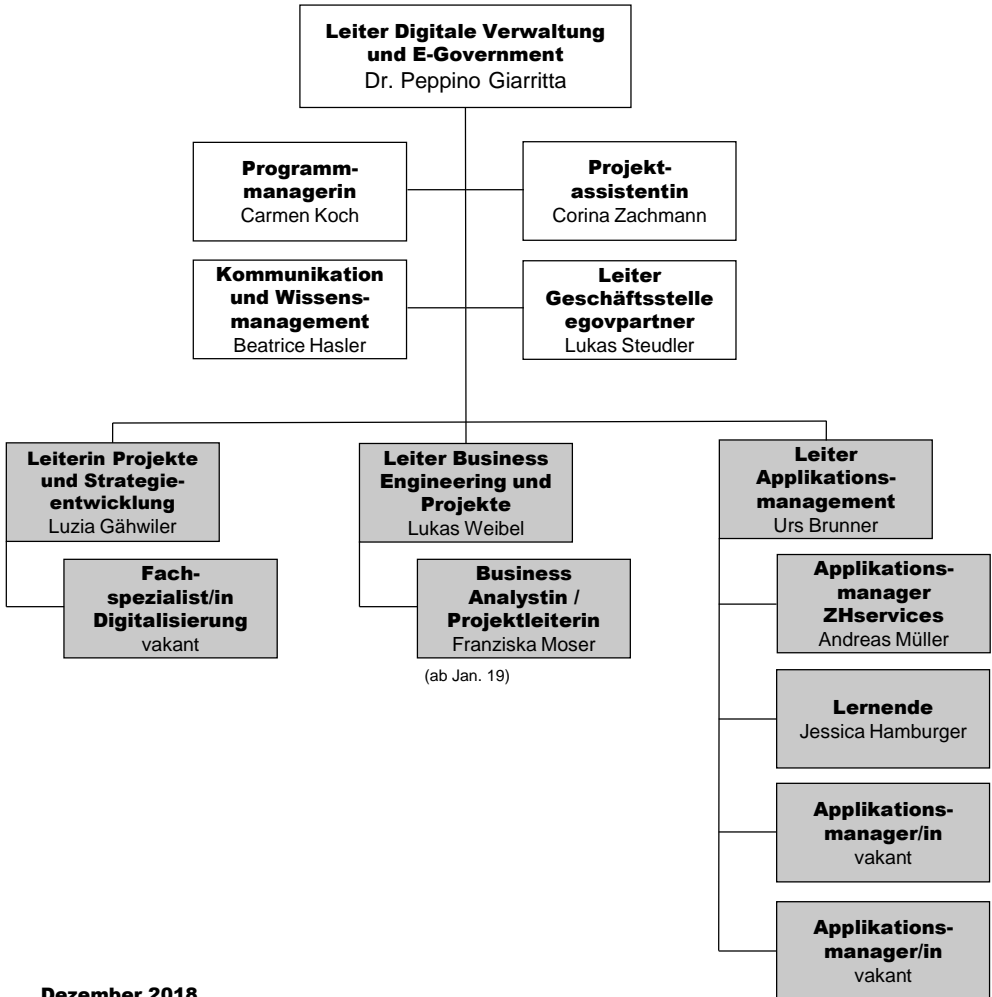 Leiter Digitale Verwaltung
und E-Government
Dr. Peppino Giarritta
Programm-
managerin
Carmen Koch
Projekt-
assistentin
Corina Zachmann
Kommunikation
und Wissens-
management
Beatrice Hasler
Leiter
Geschäftsstelle
egovpartner
Lukas Steudler
Leiterin Projekte
und Strategie-
entwicklung
Luzia Gähwiler
Fach-
spezialist/in
Digitalisierung
vakant
Leiter Business
Engineering und
Projekte
Lukas Weibel
Business
Analystin /
Projektleiterin
Franziska Moser
(ab Jan. 19)
Leiter
Applikations-
management
Urs Brunner
Applikations-
manager
ZHservices
Andreas Müller
Lernende
Jessica Hamburger
Applikations-
manager/in
vakant
Applikations-
manager/in
vakant
Dezember 2018